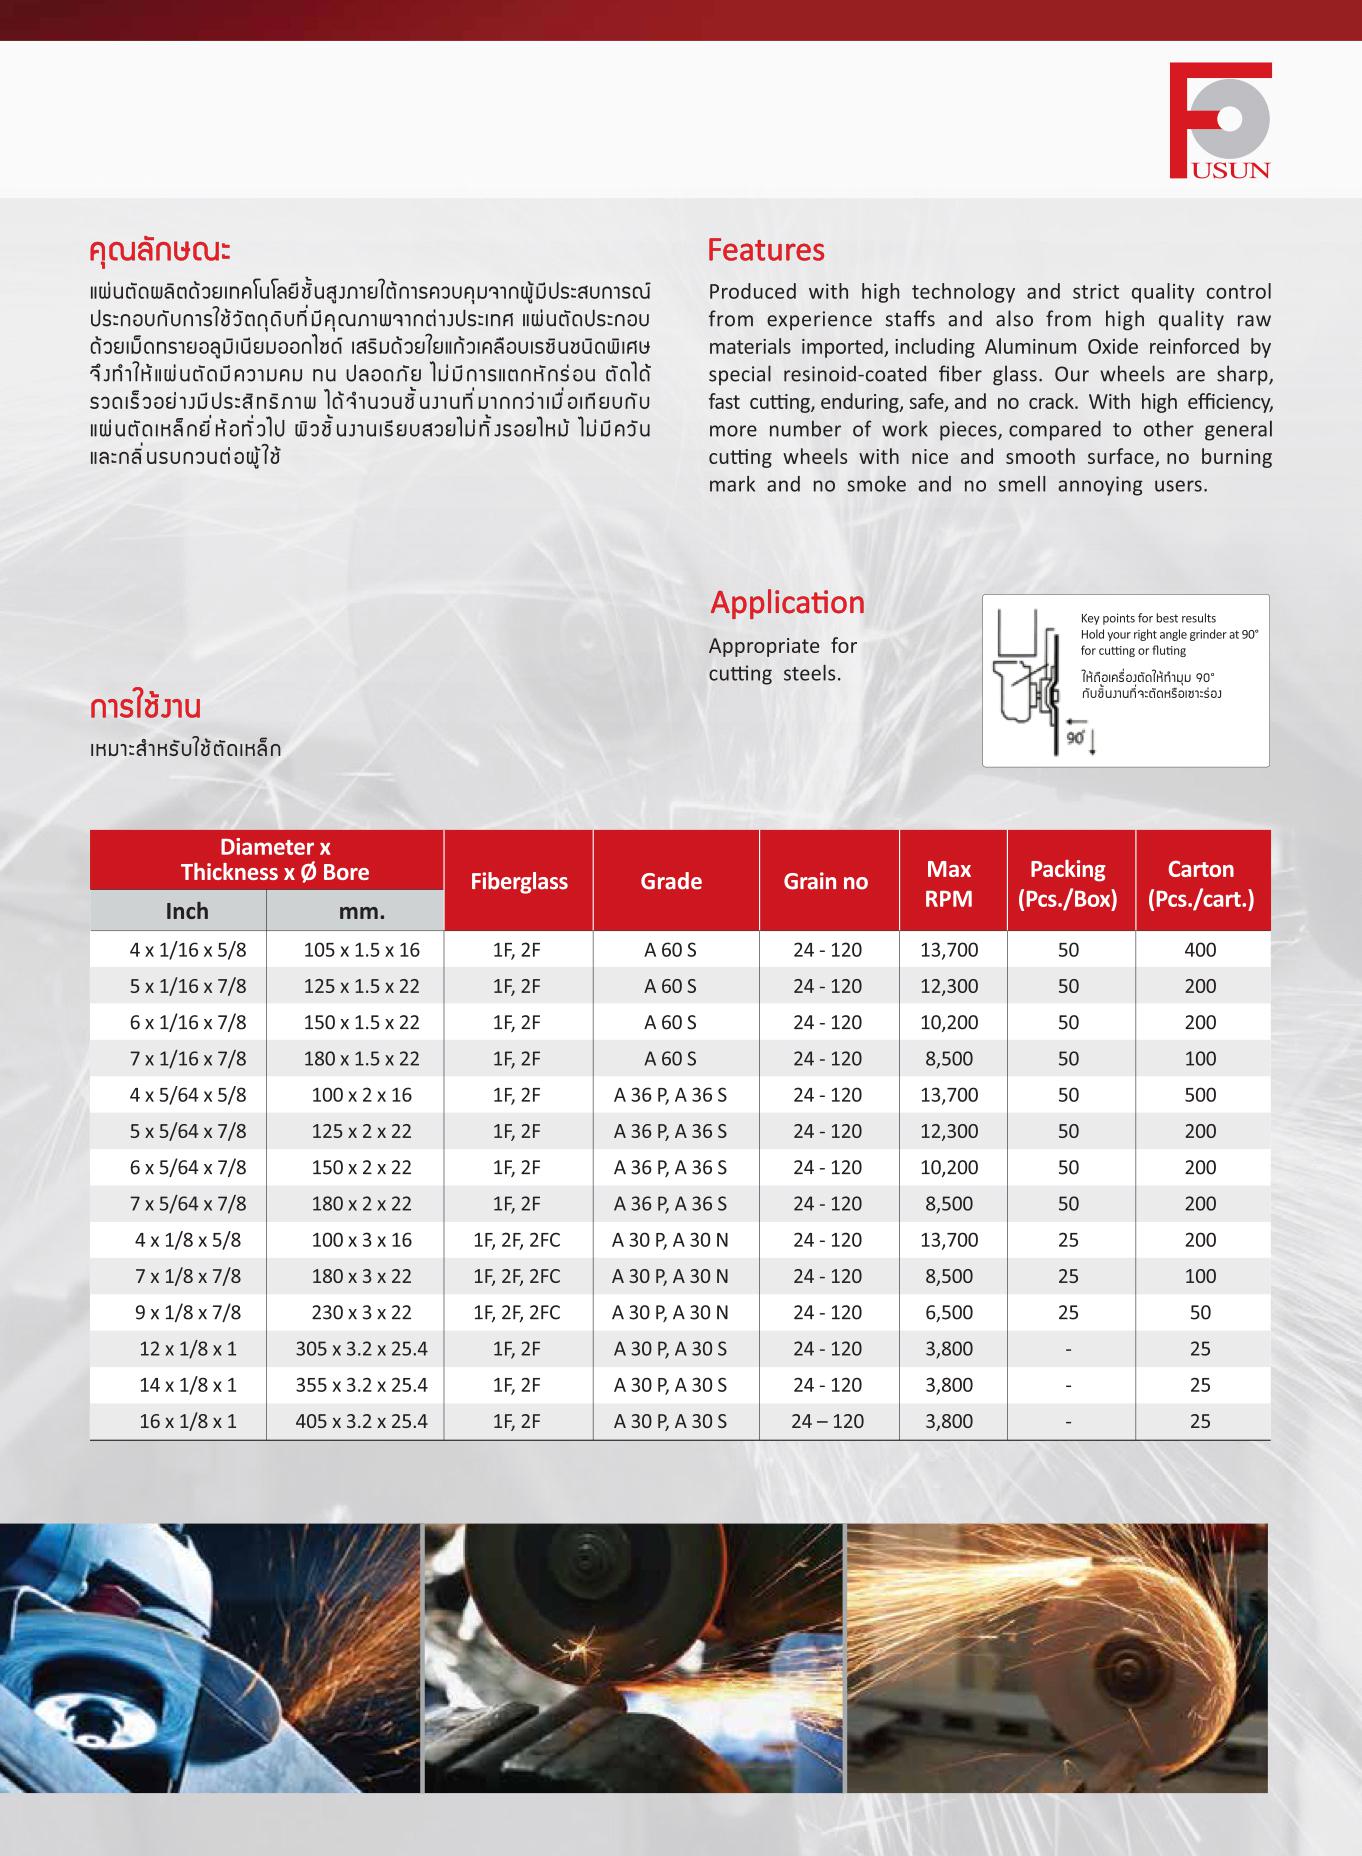 FUSUN
คุณลักษณะ
แผ่นตัดผลิตด้วยเทคโนโลยีชั้นสูงภายใต้การควบคุมจากผู้มีประสบการณ์
ประกอบกับการใช้วัตถุดิบที่มีคุณภาพจากต่างประเทศ แผ่นตัดประกอบ
ด้วยเม็ดทรายอลูมิเนียมออกไซด์ เสริมด้วยใยแก้วเคลือบเรซินชนิดพิเศษ
จึงทำให้แผ่นตัดมีความคม ทน ปลอดภัย ไม่มีการแตกหักร่อน ตัดได้
รวดเร็วอย่างมีประสิทธิภาพ ได้จำนวนชิ้นงานที่มากกว่าเมื่อเทียบกับ
แผ่นตัดเหล็กยี่ห้อทั่วไป ผิวชิ้นงานเรียบสวยไม่ทิ้งรอยไหม้ ไม่มีควัน
และกลิ่นรบกวนต่อผู้ใช้
Features
Produced with high technology and strict quality control
from experience staffs and also from high quality raw
materials imported, including Aluminum Oxide reinforced by
special resinoid-coated fiber glass. Our wheels are sharp,
fast cutting, enduring, safe, and no crack. With high efficiency,
more number of work pieces, compared to other general
cutting wheels with nice and smooth surface, no burning
mark and no smoke and no smell annoying users.
การใช้งาน
เหมาะสำหรับใช้ตัดเหล็ก
Application
Appropriate for
cutting steels.
Key points for best results
Hold your right angle grinder at 90°
for cutting or fluting
ให้ถือเครื่องตัดให้ทำมุม 90°
กับชิ้นงานที่จะตัดหรือเซาะร่อง
90°
Diameter x
Thickness x Ø Bore
Fiberglass Grade Grain no Max RPM Packing (Pcs./Box) Carton (Pcs./cart.)
Inch mm.
4 x 1/16 x 5/8 105 x 1.5 x 16 1F, 2F A 60 S 24 - 120 13,700 50 400
5 x 1/16 x 7/8 125 x 1.5 x 22 1F, 2F A 60 S 24 - 120 12,300 50 200
6 x 1/16 x 7/8 150 x 1.5 x 22 1F, 2F A 60 S 24 - 120 10,200 50 200
7 x 1/16 x 7/8 180 x 1.5 x 22 1F, 2F A 60 S 24 - 120 8,500 50 100
4 x 5/64 x 5/8 100 x 2 x 16 1F, 2F A 36 P, A 36 S 24 - 120 13,700 50 500
5 x 5/64 x 7/8 125 x 2 x 22 1F, 2F A 36 P, A 36 S 24 - 120 12,300 50 200
6 x 5/64 x 7/8 150 x 2 x 22 1F, 2F A 36 P, A 36 S 24 - 120 10,200 50 200
7 x 5/64 x 7/8 180 x 2 x 22 1F, 2F A 36 P, A 36 S 24 - 120 8,500 50 200
4 x 1/8 x 5/8 100 x 3 x 16 1F, 2F, 2FC A 30 P, A 30 N 24 - 120 13,700 25 200
7 x 1/8 x 7/8 180 x 3 x 22 1F, 2F, 2FC A 30 P, A 30 N 24 - 120 8,500 25 100
9 x 1/8 x 7/8 230 x 3 x 22 1F, 2F, 2FC A 30 P, A 30 N 24 - 120 6,500 25 50
12 x 1/8 x 1 305 x 3.2 x 25.4 1F, 2F A 30 P, A 30 S 24 - 120 3,800 - 25
14 x 1/8 x 1 355 x 3.2 x 25.4 1F, 2F A 30 P, A 30 S 24 - 120 3,800 - 25
16 x 1/8 x 1 405 x 3.2 x 25.4 1F, 2F A 30 P, A 30 S 24 – 120 3,800 - 25